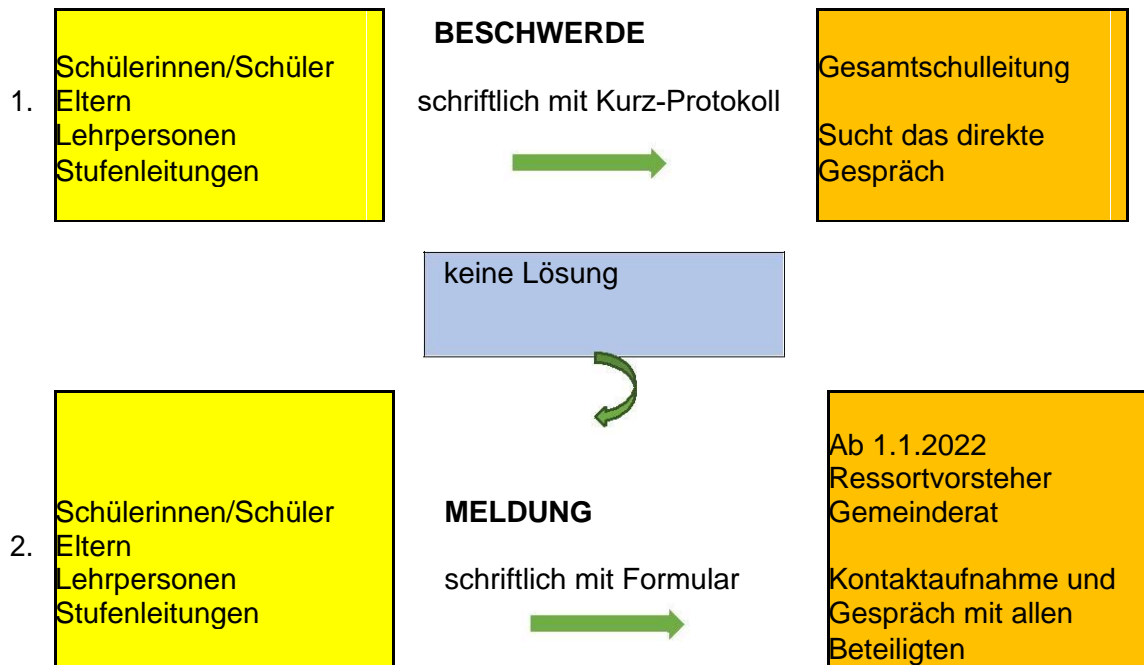 BESCHWERDE
1.
Schülerinnen/Schüler
Eltern
Lehrpersonen
Stufenleitungen
schriftlich mit Kurz-Protokoll
Gesamtschulleitung
Sucht das direkte
Gespräch
keine Lösung
2.
Schülerinnen/Schüler
Eltern
Lehrpersonen
Stufenleitungen
MELDUNG
schriftlich mit Formular
Ab 1.1.2022
Ressortvorsteher
Gemeinderat
Kontaktaufnahme und
Gespräch mit allen
Beteiligten